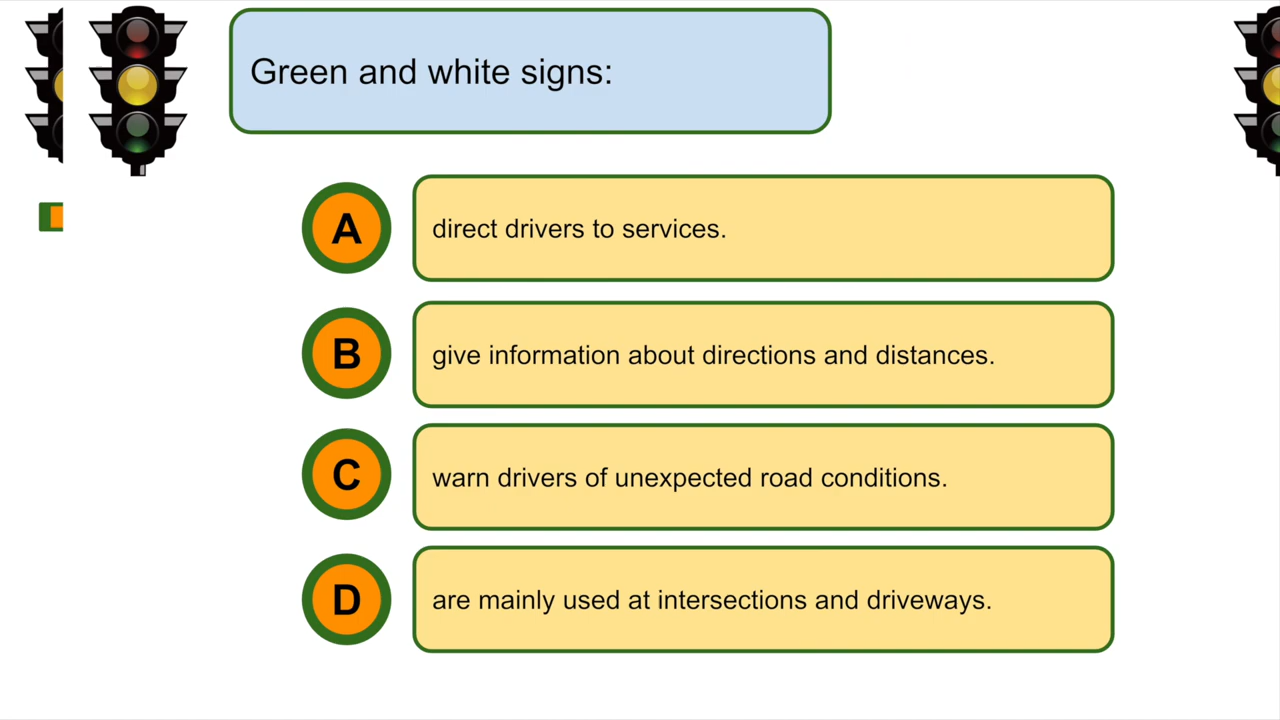 Green and white signs:
A
direct drivers to services.
B
give information about directions and distances.
C
warn drivers of unexpected road conditions.
D
are mainly used at intersections and driveways.